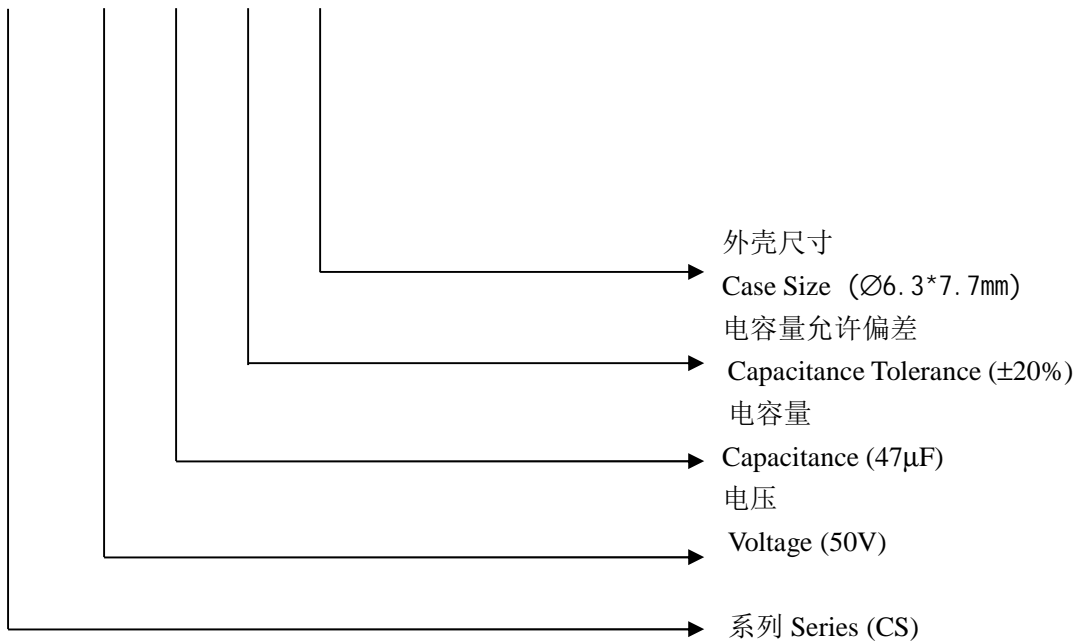 外壳尺寸
Case Size （∅6.3*7.7mm）
电容量允许偏差
Capacitance Tolerance (±20%)
电容量
Capacitance (47μF)
电压
Voltage (50V)
系列 Series (CS)